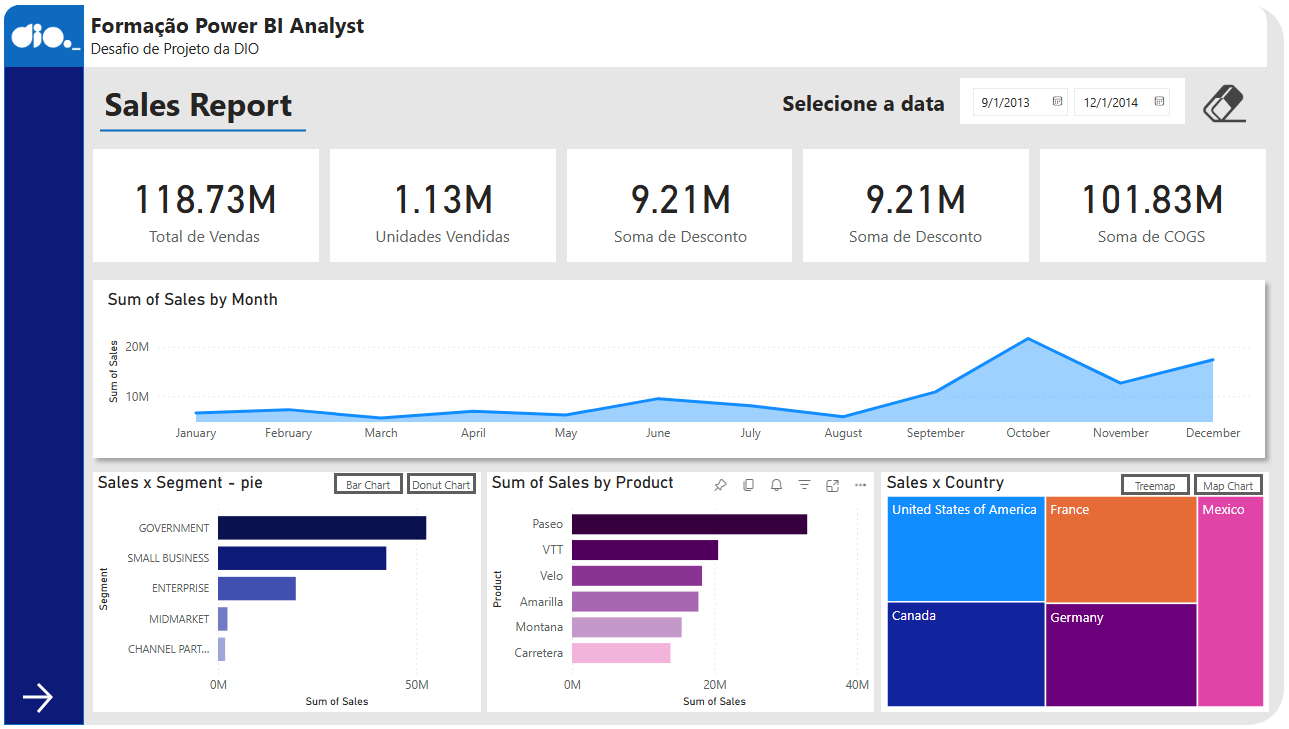 dio._
Formação Power BI Analyst
Desafio de Projeto da DIO
Sales Report
Selecione a data
9/1/2013
12/1/2014
118.73M
Total de Vendas
1.13M
Unidades Vendidas
9.21M
Soma de Desconto
9.21M
Soma de Desconto
101.83M
Soma de COGS
Sum of Sales by Month
Sum of Sales
20M
10M
January February March April May June July August September October November December
Sales x Segment - pie
Bar Chart
Donut Chart
Segment
GOVERNMENT
SMALL BUSINESS
ENTERPRISE
MIDMARKET
CHANNEL PART...
0M 50M
Sum of Sales
Sum of Sales by Product
Product
Paseo
VTT
Velo
Amarilla
Montana
Carretera
0M 20M 40M
Sum of Sales
Sales x Country
Treemap
Map Chart
United States of America
France
Mexico
Canada
Germany